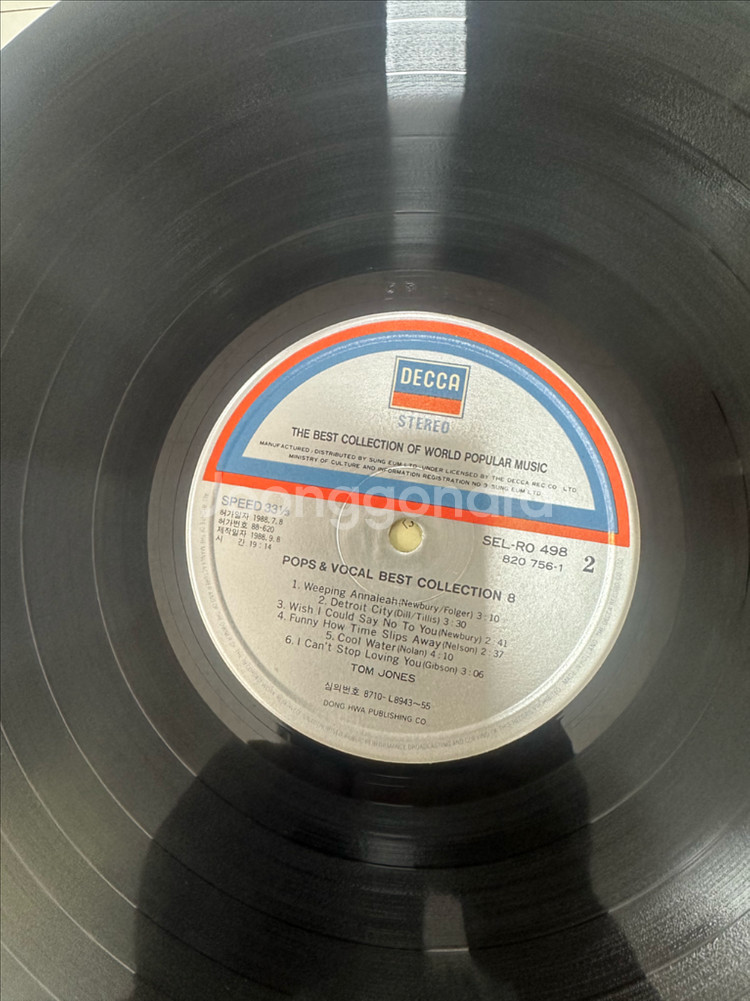 DECCA
STEREO
THE BEST COLLECTION OF WORLD POPULAR MUSIC
MANUFACTURED, DISTRIBUTED BY SUNG EUM LTD. UNDER LICENSED BY THE DECCA REC CO LTD
MINISTRY OF CULTURE AND INFORMATION REGISTRATION NO 3 SUNG EUM LTD
SPEED 33⅓
허가일자 1988.7.8
허가번호 88-620
제작일자 1988.9.8
시 간 19:14
SEL-RO 498
820 756-1
2
POPS & VOCAL BEST COLLECTION 8
1. Weeping Annaleah(Newbury/Folger) 3:10
2. Detroit City(Dill/Tillis) 3:30
3. Wish I Could Say No To You(Newbury) 2:41
4. Funny How Time Slips Away(Nelson) 2:37
5. Cool Water(Nolan) 4:10
6. I Can't Stop Loving You(Gibson) 3:06
TOM JONES
심의번호 8710-L8943~55
DONG HWA PUBLISHING CO.